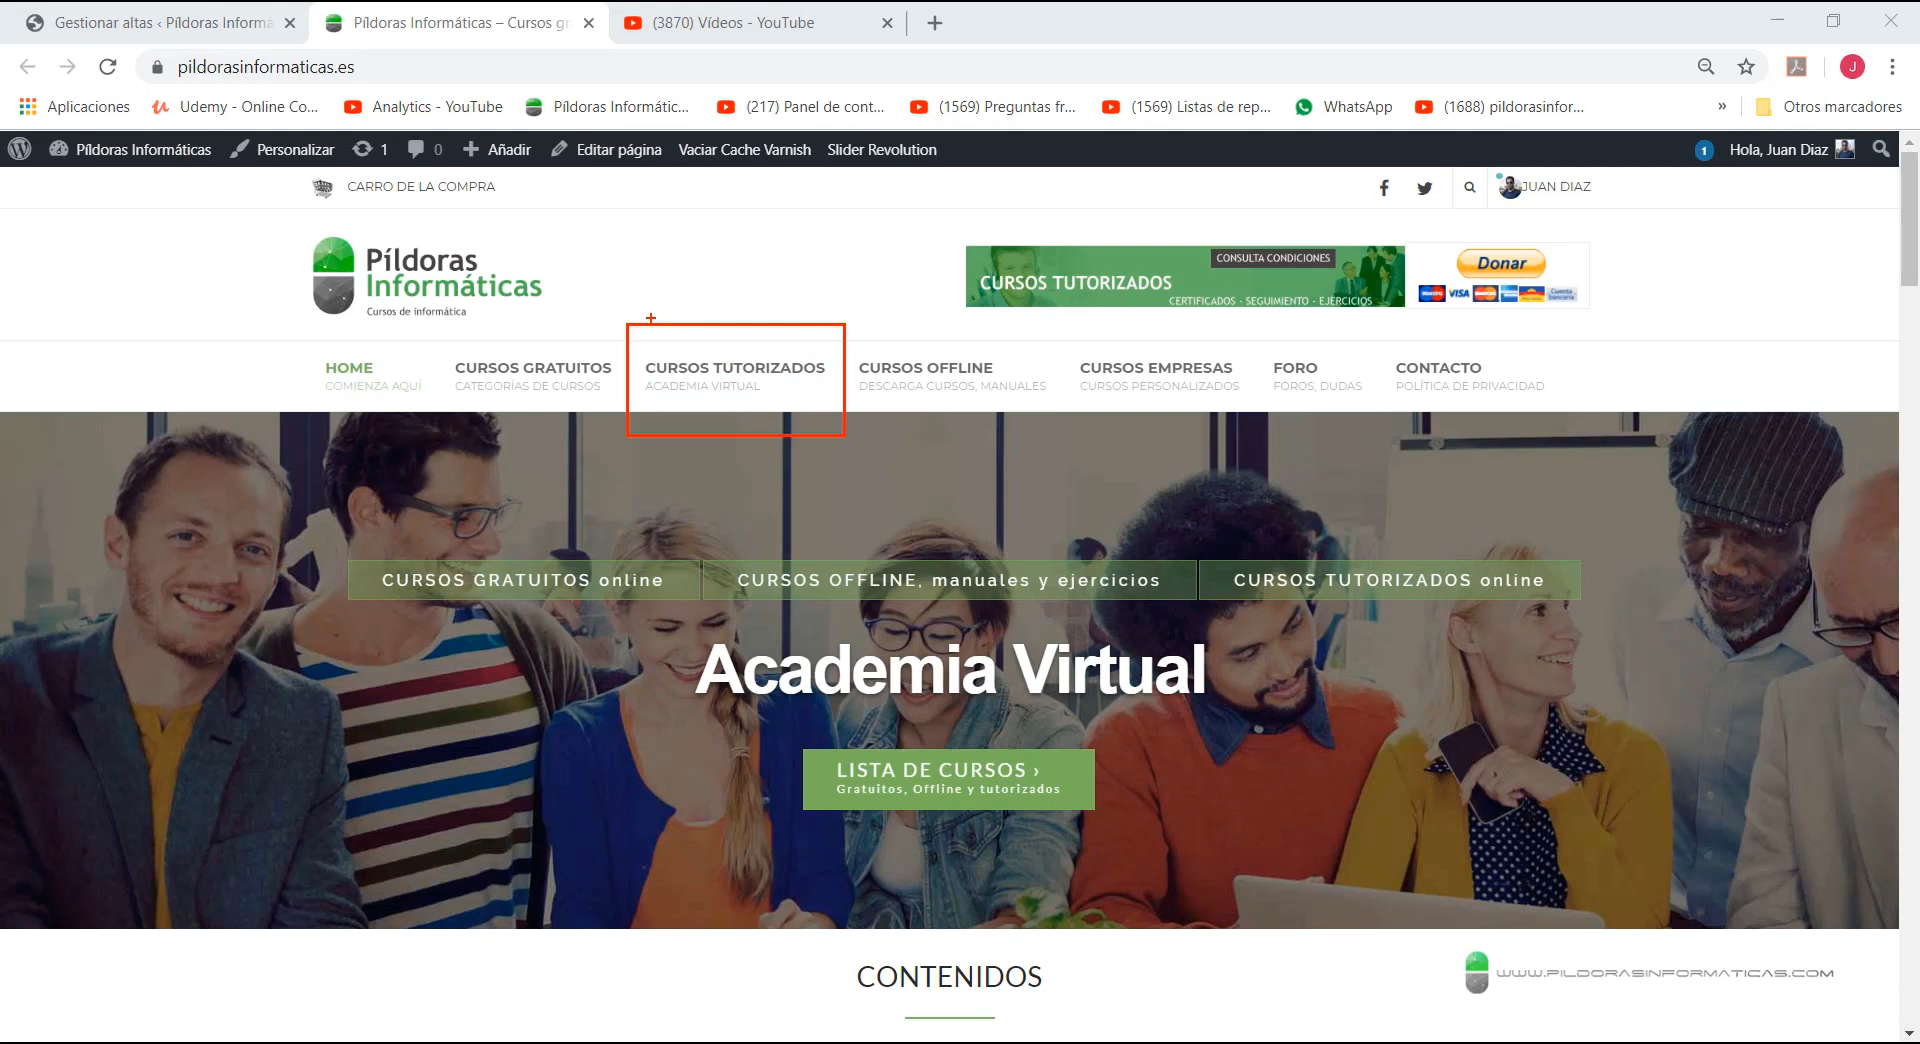 Gestionar altas ‹ Píldoras Informá
Píldoras Informáticas – Cursos gr
(3870) Vídeos - YouTube
pildorasinformaticas.es
J
Aplicaciones
Udemy - Online Co...
Analytics - YouTube
Píldoras Informátic...
(217) Panel de cont...
(1569) Preguntas fr...
(1569) Listas de rep...
WhatsApp
(1688) pildorasinfor...
»
Otros marcadores
Píldoras Informáticas
Personalizar
1
0
Añadir
Editar página
Vaciar Cache Varnish
Slider Revolution
1
Hola, Juan Diaz
CARRO DE LA COMPRA
JUAN DIAZ
Píldoras
Informáticas
Cursos de informática
CONSULTA CONDICIONES
CURSOS TUTORIZADOS
CERTIFICADOS - SEGUIMIENTO - EJERCICIOS
Donar
Maestro VISA
Cuenta bancaria
HOME
COMIENZA AQUÍ
CURSOS GRATUITOS
CATEGORÍAS DE CURSOS
CURSOS TUTORIZADOS
ACADEMIA VIRTUAL
CURSOS OFFLINE
DESCARGA CURSOS, MANUALES
CURSOS EMPRESAS
CURSOS PERSONALIZADOS
FORO
FOROS, DUDAS
CONTACTO
POLÍTICA DE PRIVACIDAD
CURSOS GRATUITOS online
CURSOS OFFLINE, manuales y ejercicios
CURSOS TUTORIZADOS online
Academia Virtual
LISTA DE CURSOS ›
Gratuitos, Offline y tutorizados
CONTENIDOS
WWW.PILDORASINFORMATICAS.COM